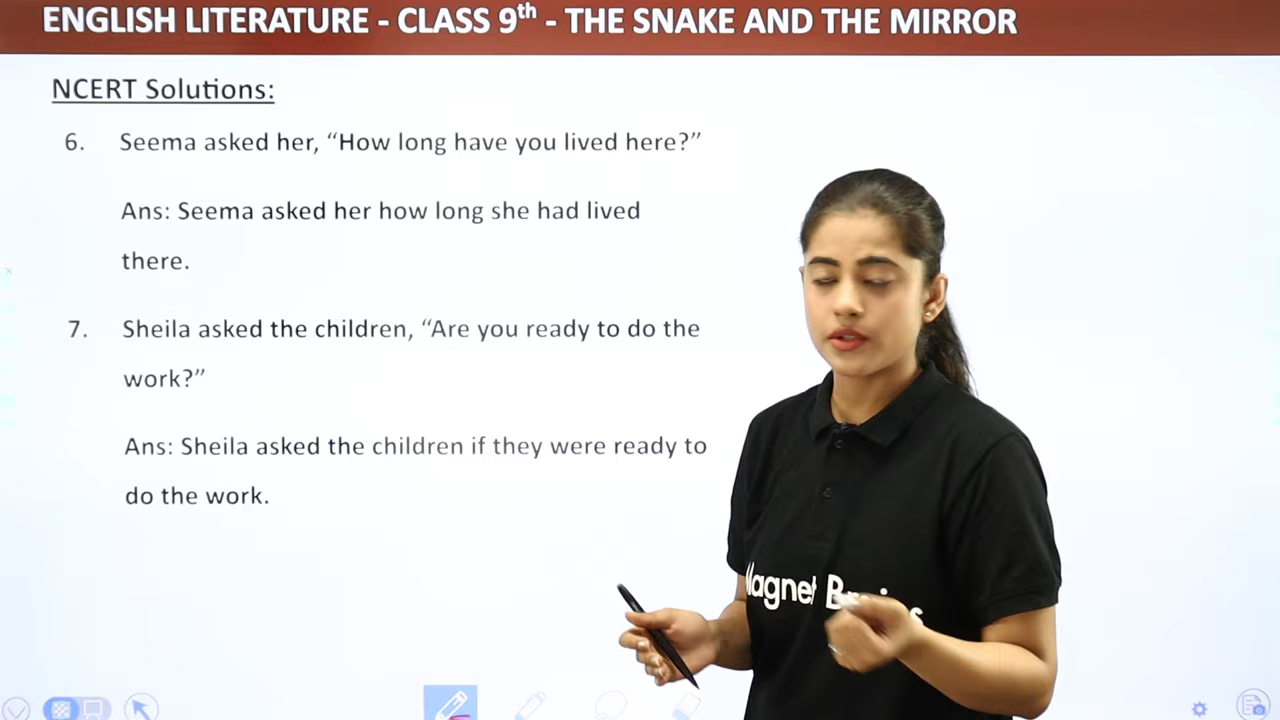 ENGLISH LITERATURE - CLASS 9th - THE SNAKE AND THE MIRROR
NCERT Solutions:
6. Seema asked her, “How long have you lived here?”
Ans: Seema asked her how long she had lived
there.
7. Sheila asked the children, “Are you ready to do the
work?”
Ans: Sheila asked the children if they were ready to
do the work.
Magnet Brains